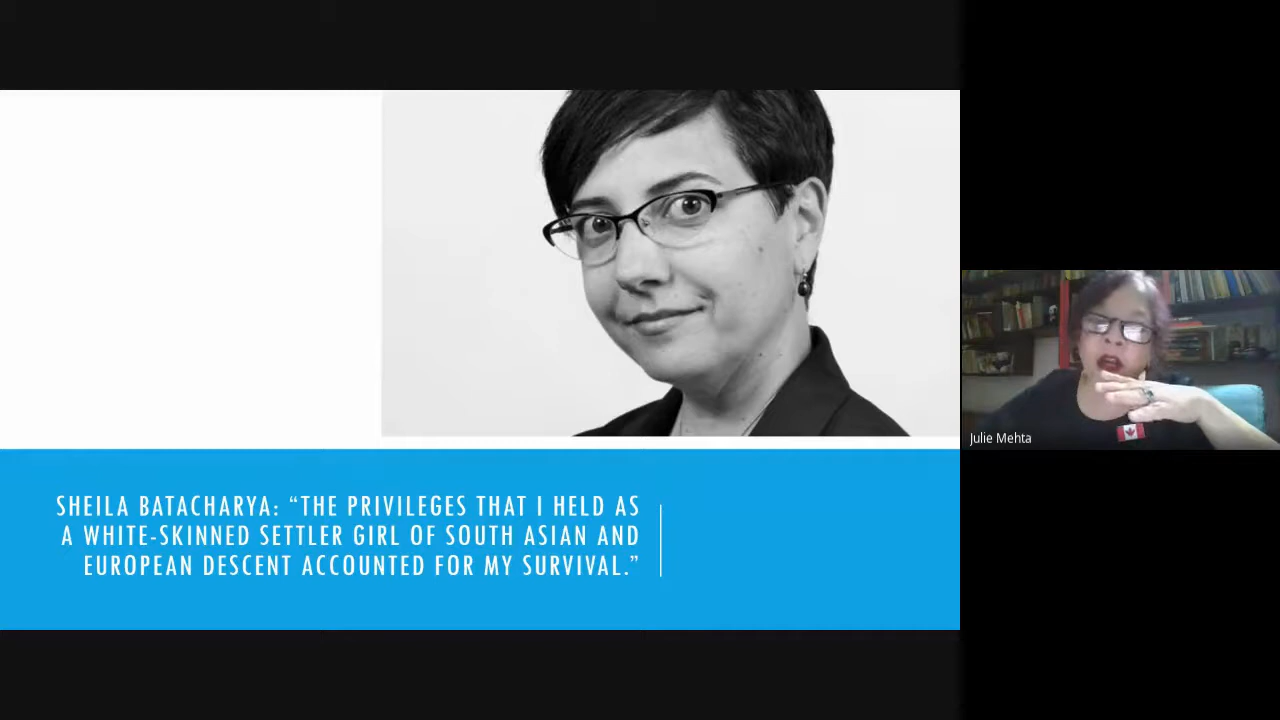 SHEILA BATACHARYA: “THE PRIVILEGES THAT I HELD AS
A WHITE-SKINNED SETTLER GIRL OF SOUTH ASIAN AND
EUROPEAN DESCENT ACCOUNTED FOR MY SURVIVAL.”
Julie Mehta